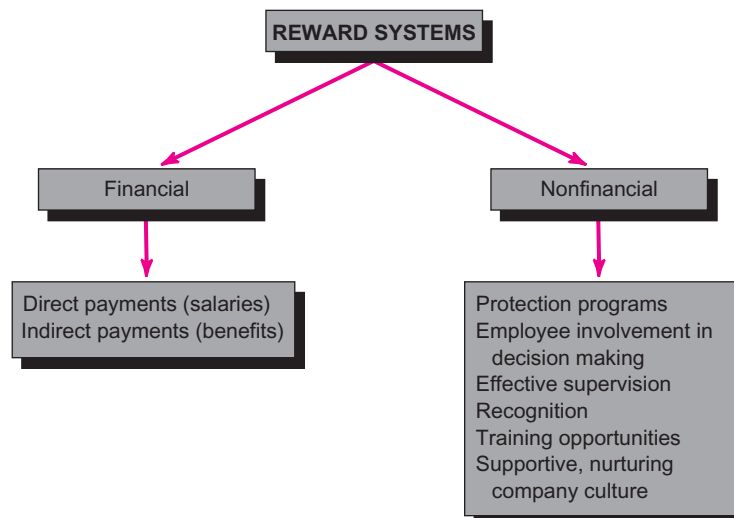 REWARD SYSTEMS
Financial
Nonfinancial
Direct payments (salaries)
Indirect payments (benefits)
Protection programs
Employee involvement in
decision making
Effective supervision
Recognition
Training opportunities
Supportive, nurturing
company culture